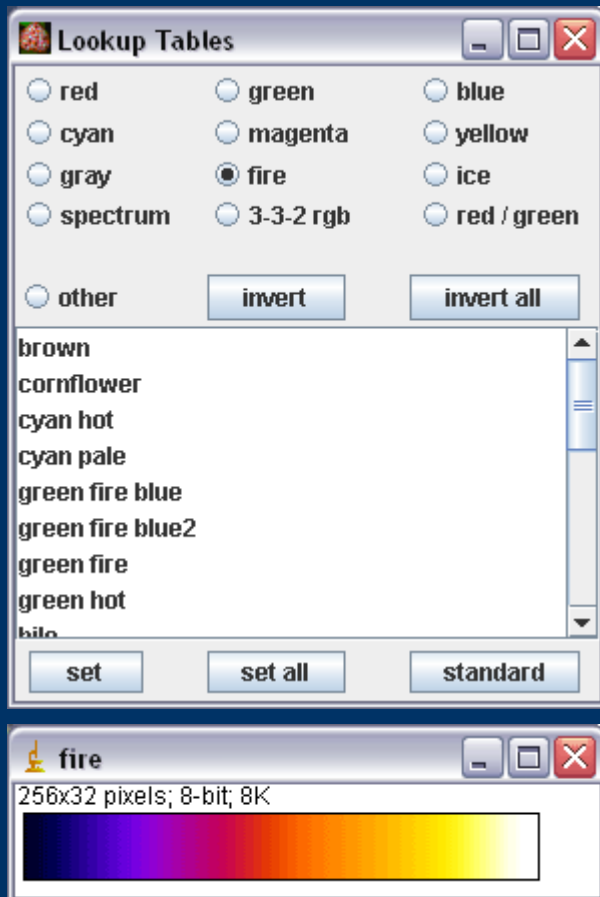 Lookup Tables
red green blue
cyan magenta yellow
gray fire ice
spectrum 3-3-2 rgb red / green
other invert invert all
brown
cornflower
cyan hot
cyan pale
green fire blue
green fire blue2
green fire
green hot
hilo
set set all standard
fire
256x32 pixels; 8-bit; 8K